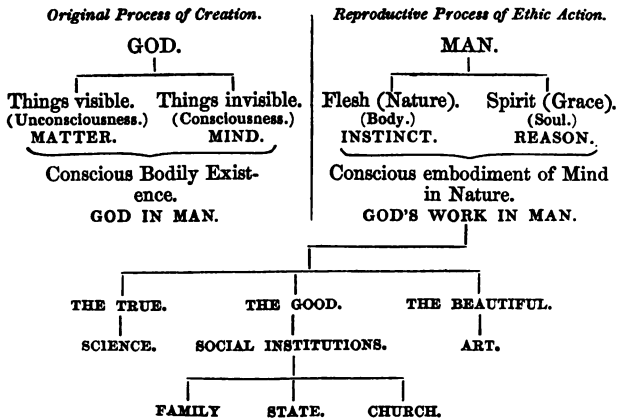 Original Process of Creation.
GOD.
Things visible. Things invisible.
(Unconsciousness.) (Consciousness.)
MATTER. MIND.
Conscious Bodily Exist-
ence.
GOD IN MAN.
Reproductive Process of Ethic Action.
MAN.
Flesh (Nature). Spirit (Grace).
(Body.) (Soul.)
INSTINCT. REASON.
Conscious embodiment of Mind
in Nature.
GOD'S WORK IN MAN.
THE TRUE. THE GOOD. THE BEAUTIFUL.
SCIENCE. SOCIAL INSTITUTIONS. ART.
FAMILY STATE. CHURCH.